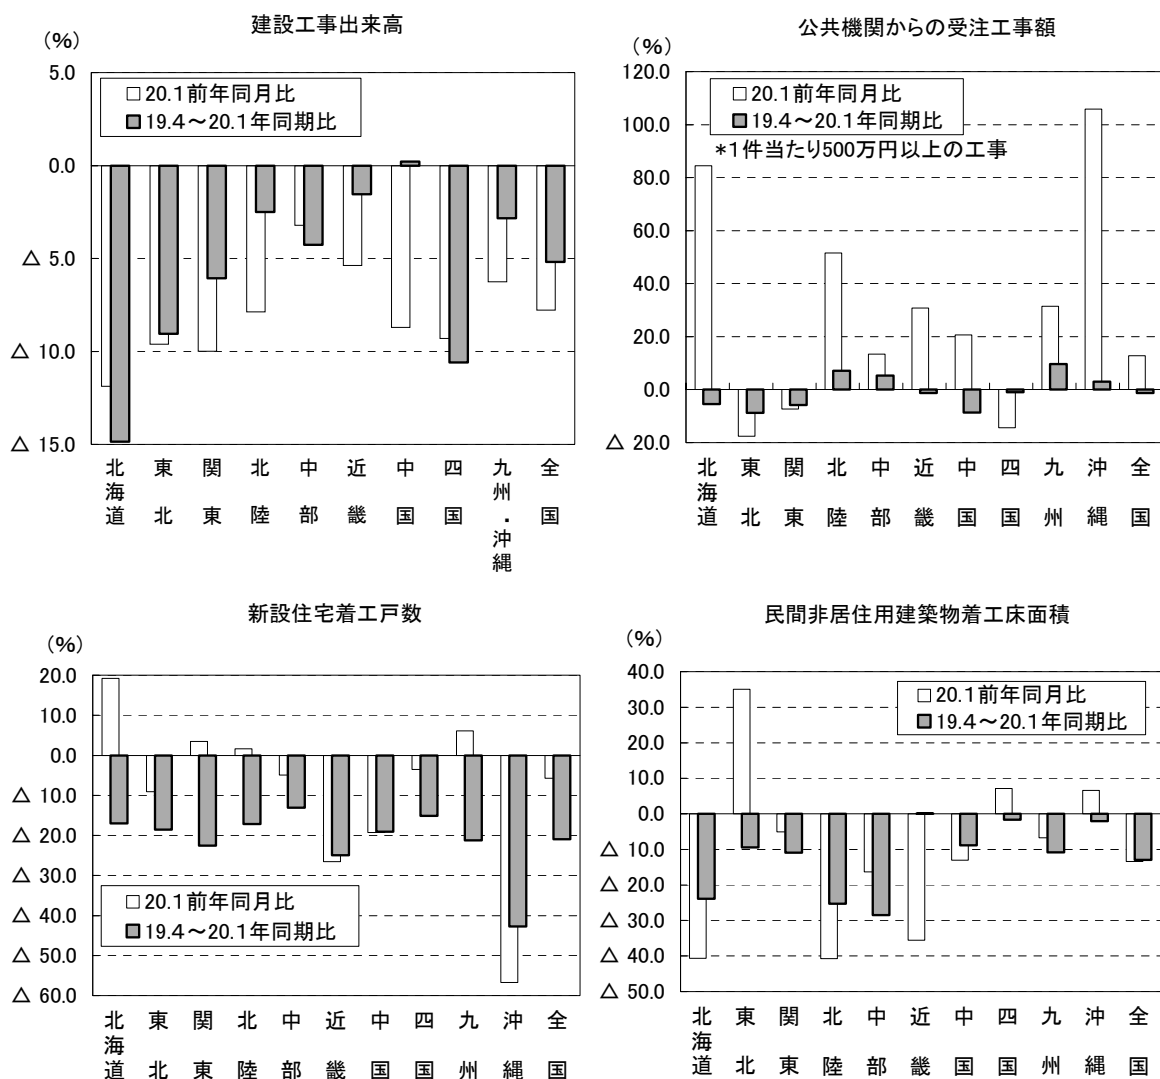 建設工事出来高
(%)
5.0
0.0
△ 5.0
△ 10.0
△ 15.0
□20.1前年同月比
■19.4～20.1年同期比
北海道
東北
関東
北陸
中部
近畿
中国
四国
九州・沖縄
全国
公共機関からの受注工事額
(%)
120.0
100.0
80.0
60.0
40.0
20.0
0.0
△ 20.0
□20.1前年同月比
■19.4～20.1年同期比
*1件当たり500万円以上の工事
北海道
東北
関東
北陸
中部
近畿
中国
四国
九州
沖縄
全国
新設住宅着工戸数
(%)
20.0
10.0
0.0
△ 10.0
△ 20.0
△ 30.0
△ 40.0
△ 50.0
△ 60.0
□20.1前年同月比
■19.4～20.1年同期比
北海道
東北
関東
北陸
中部
近畿
中国
四国
九州
沖縄
全国
民間非居住用建築物着工床面積
(%)
40.0
30.0
20.0
10.0
0.0
△ 10.0
△ 20.0
△ 30.0
△ 40.0
△ 50.0
□20.1前年同月比
■19.4～20.1年同期比
北海道
東北
関東
北陸
中部
近畿
中国
四国
九州
沖縄
全国